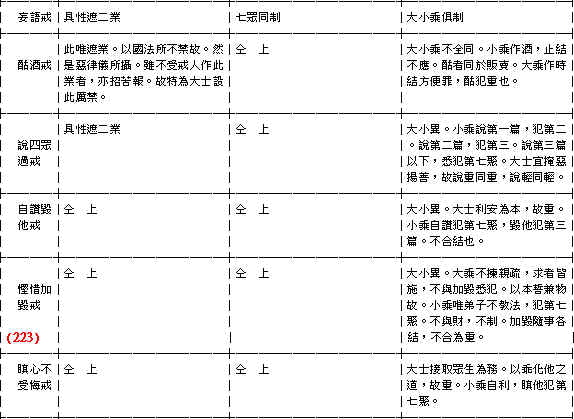 妄語戒 具性遮二業 七眾同制 大小乘俱制
酤酒戒
此唯遮業。以國法所不禁故。然
是惡律儀所攝。雖不受戒人作此
業者，亦招苦報。故特為大士設
此厲禁。
仝　上
大小乘不全同。小乘作酒，止結
不應。酤者同於販賣。大乘作時
結方便罪，酤犯重也。
說四眾
過戒
具性遮二業
仝　上
大小異。小乘說第一篇，犯第二
。說第二篇，犯第三。說第三篇
以下，悉犯第七聚。大士宜掩惡
揚善，故說重同重，說輕同輕。
自讚毀
他戒
仝　上
仝　上
大小異。大士利安為本，故重。
小乘自讚犯第七聚，毀他犯第三
篇。不合結也。
慳惜加
毀戒
(223)
仝　上
仝　上
大小異。大乘不揀親疏，求者皆
施，不與加毀悉犯。以本誓兼物
故。小乘唯弟子不教法，犯第七
聚。不與財，不制。加毀隨事各
結，不合為重。
瞋心不
受悔戒
仝　上
仝　上
大士接取眾生為務。以乖化他之
道，故重。小乘自利，瞋他犯第
七聚。